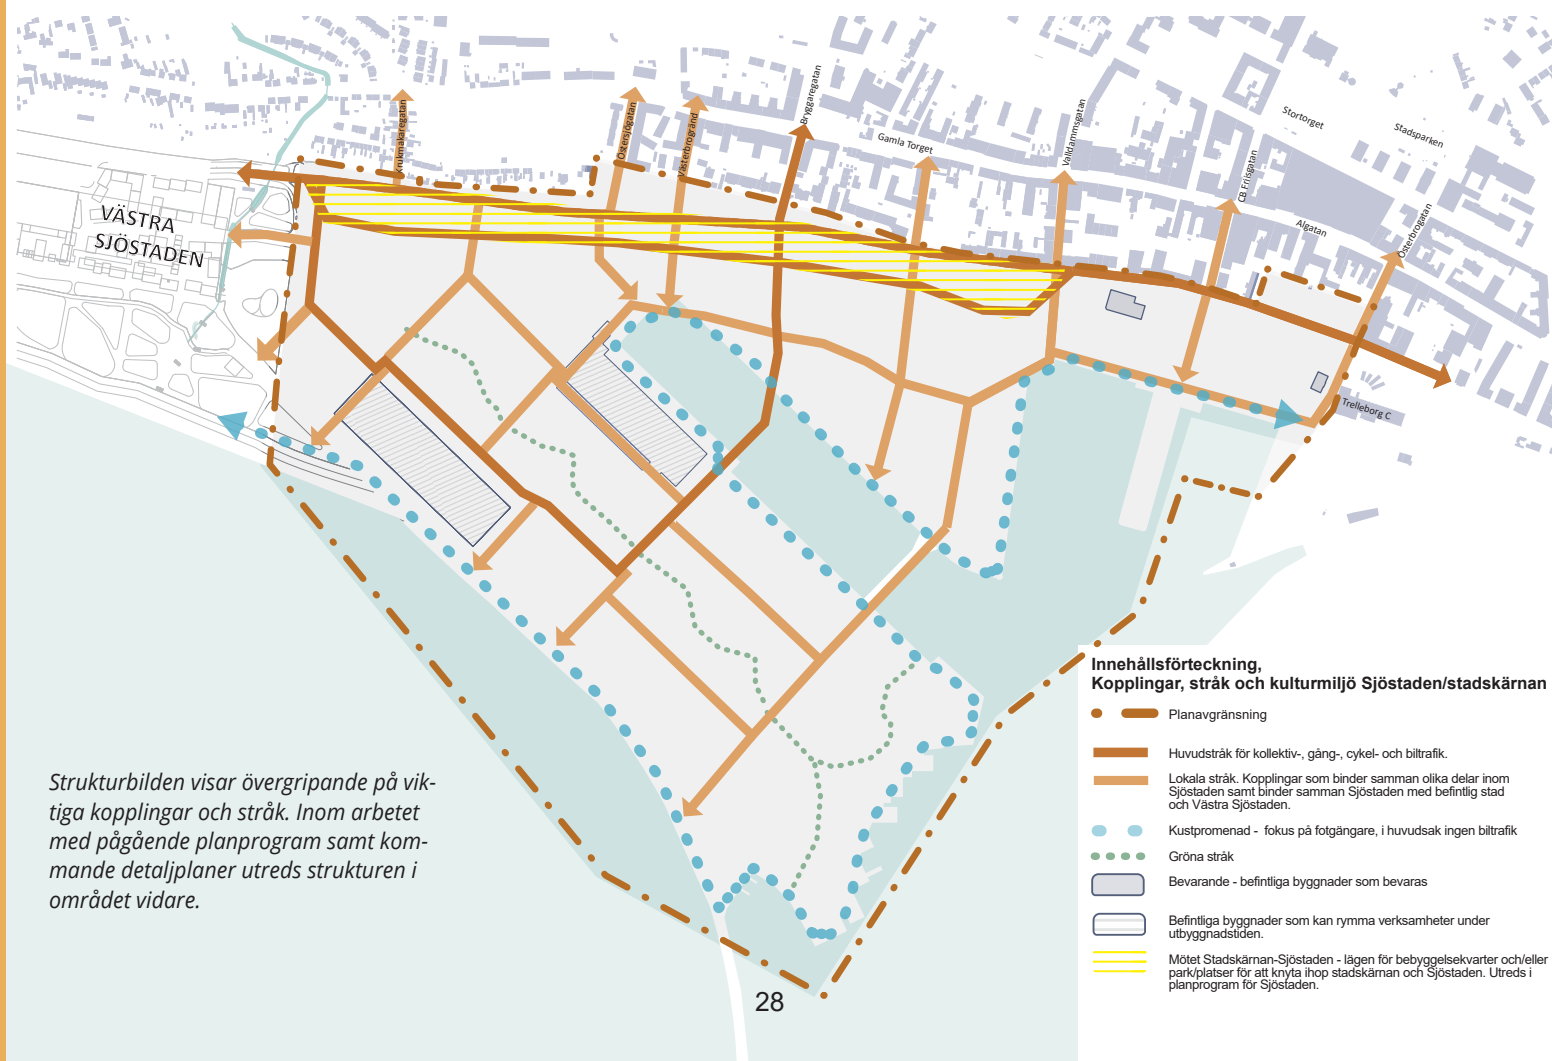 Krukmakaregatan
Östersjögatan
Västerbrogränd
Bryggaregatan
Gamla Torget
Valldammsgatan
CB Friisgatan
Stortorget
Stadsparken
Algatan
Österbrogatan
Trelleborg C
VÄSTRA
SJÖSTADEN
Strukturbilden visar övergripande på vik-
tiga kopplingar och stråk. Inom arbetet
med pågående planprogram samt kom-
mande detaljplaner utreds strukturen i
området vidare.
Innehållsförteckning,
Kopplingar, stråk och kulturmiljö Sjöstaden/stadskärnan
Planavgränsning
Huvudstråk för kollektiv-, gång-, cykel- och biltrafik.
Lokala stråk. Kopplingar som binder samman olika delar inom
Sjöstaden samt binder samman Sjöstaden med befintlig stad
och Västra Sjöstaden.
Kustpromenad - fokus på fotgängare, i huvudsak ingen biltrafik
Gröna stråk
Bevarande - befintliga byggnader som bevaras
Befintliga byggnader som kan rymma verksamheter under
utbyggnadstiden.
Mötet Stadskärnan-Sjöstaden - lägen för bebyggelsekvarter och/eller
park/platser för att knyta ihop stadskärnan och Sjöstaden. Utreds i
planprogram för Sjöstaden.
28